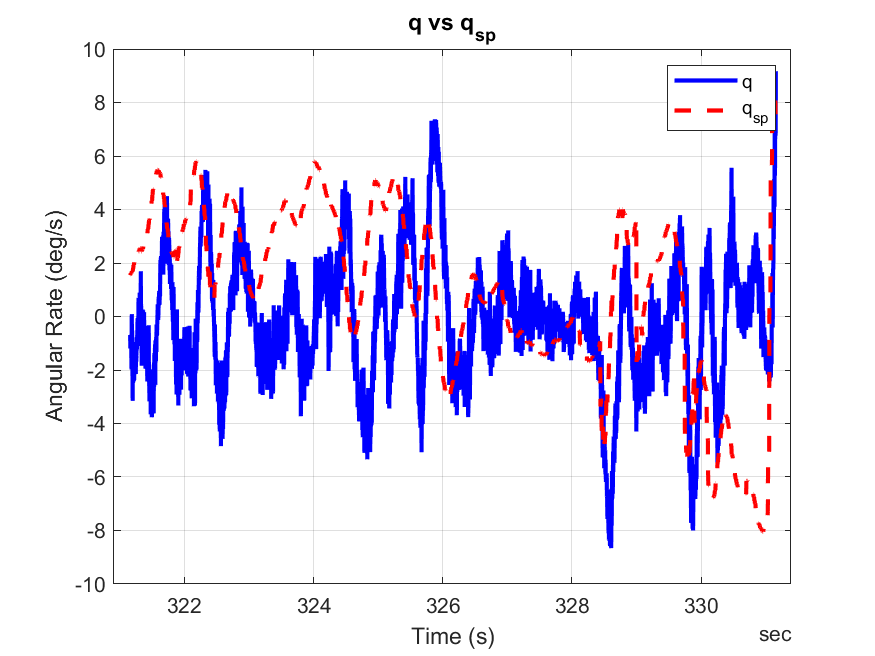 q vs q_sp
10
8
6
4
2
0
-2
-4
-6
-8
-10
Angular Rate (deg/s)
q
q_sp
322 324 326 328 330
Time (s)
sec